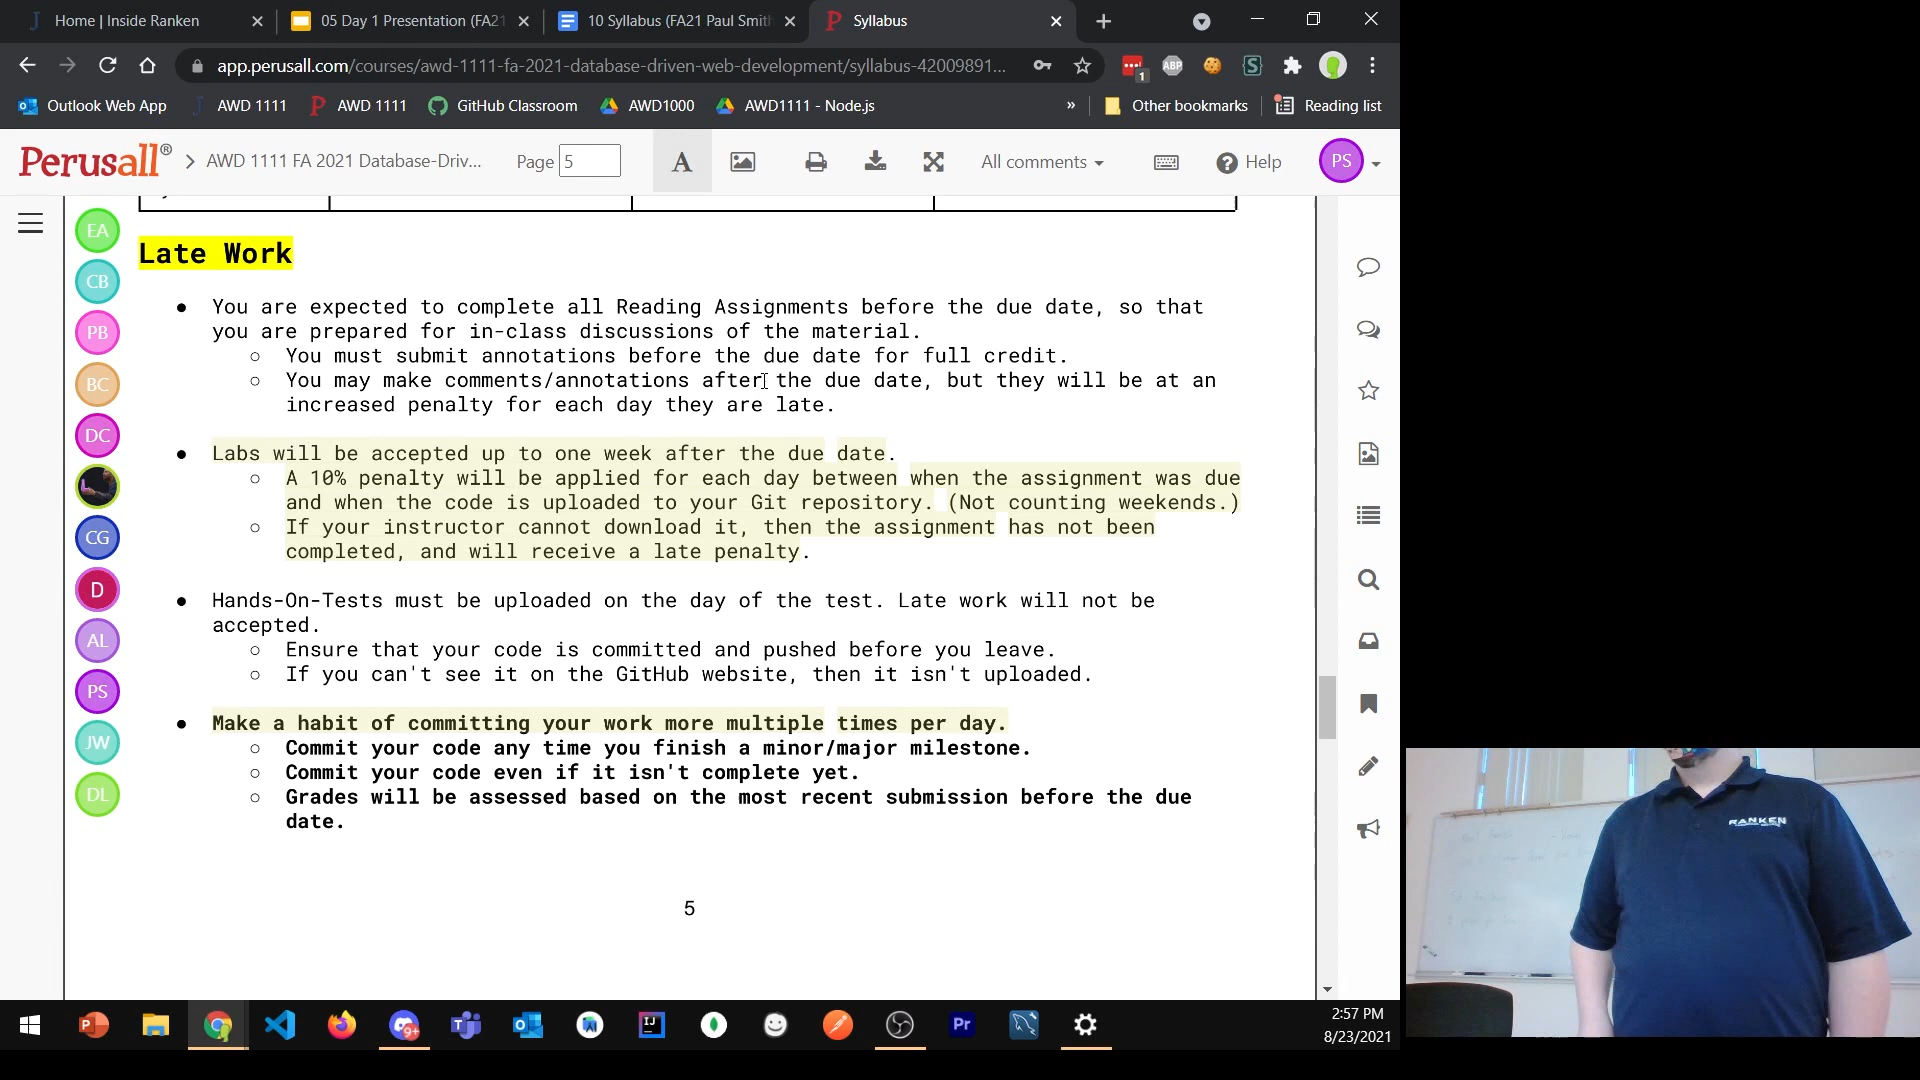 Home | Inside Ranken
05 Day 1 Presentation (FA21
10 Syllabus (FA21 Paul Smith
Syllabus
app.perusall.com/courses/awd-1111-fa-2021-database-driven-web-development/syllabus-42009891...
1
ABP
Outlook Web App
AWD 1111
AWD 1111
GitHub Classroom
AWD1000
AWD1111 - Node.js
»
Other bookmarks
Reading list
Perusall®
AWD 1111 FA 2021 Database-Driv...
Page 5
A
All comments
Help
PS
EA
CB
PB
BC
DC
CG
D
AL
PS
JW
DL
Late Work
● You are expected to complete all Reading Assignments before the due date, so that
you are prepared for in-class discussions of the material.
○ You must submit annotations before the due date for full credit.
○ You may make comments/annotations after the due date, but they will be at an
increased penalty for each day they are late.
● Labs will be accepted up to one week after the due date.
○ A 10% penalty will be applied for each day between when the assignment was due
and when the code is uploaded to your Git repository. (Not counting weekends.)
○ If your instructor cannot download it, then the assignment has not been
completed, and will receive a late penalty.
● Hands-On-Tests must be uploaded on the day of the test. Late work will not be
accepted.
○ Ensure that your code is committed and pushed before you leave.
○ If you can't see it on the GitHub website, then it isn't uploaded.
● Make a habit of committing your work more multiple times per day.
○ Commit your code any time you finish a minor/major milestone.
○ Commit your code even if it isn't complete yet.
○ Grades will be assessed based on the most recent submission before the due
date.
5
RANKEN
9+
IJ
Pr
2:57 PM
8/23/2021